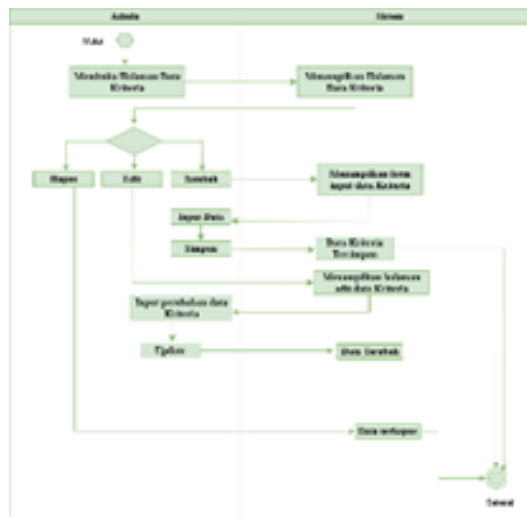 Admin
Sistem
Mulai
Membuka Halaman Data
Kriteria
Menampilkan Halaman
Data Kriteria
Hapus
Edit
Tambah
Menampilkan form
input data Kriteria
Input Data
Simpan
Data Kriteria
Tersimpan
Menampilkan halaman
edit data Kriteria
Input perubahan data
Kriteria
Update
Data berubah
Data terhapus
Selesai